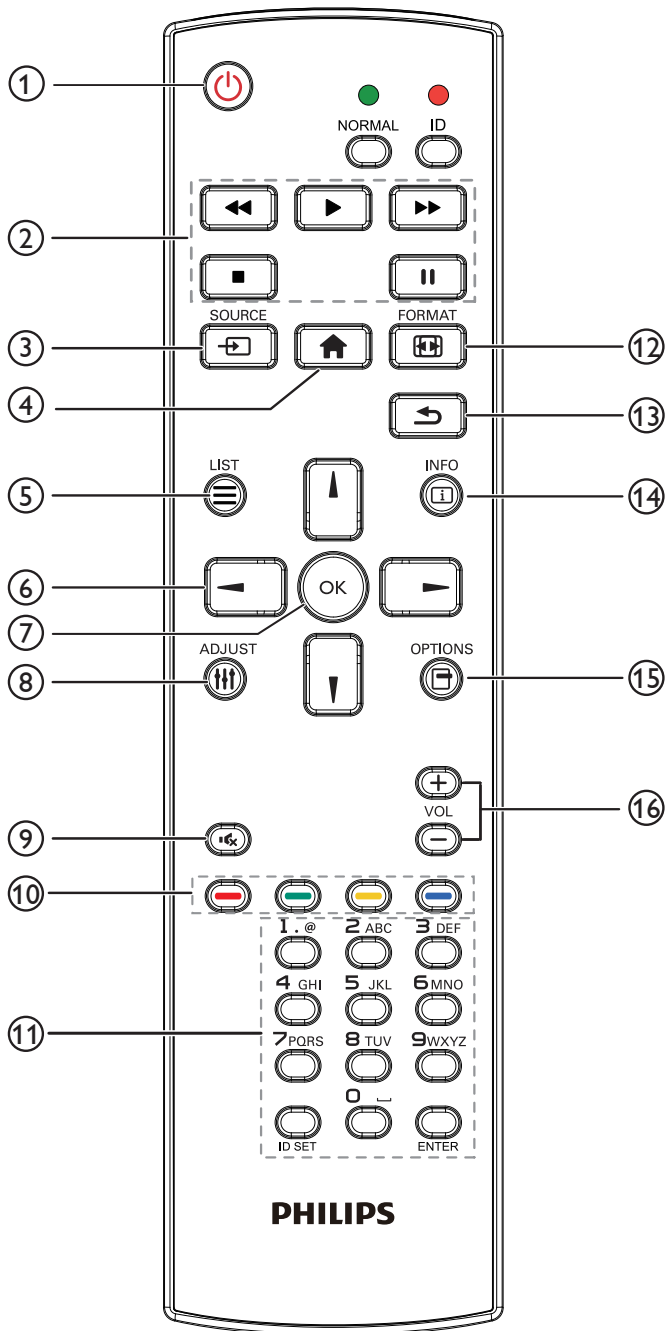 1
NORMAL ID
2
SOURCE FORMAT
3 12
4
13
LIST INFO
5 i 14
6 OK
7
ADJUST OPTIONS
8 15
+
9 VOL 16
−
10
1.@ 2 ABC 3 DEF
4 GHI 5 JKL 6 MNO
11 7 PQRS 8 TUV 9 WXYZ
0 ⌴
ID SET ENTER
PHILIPS